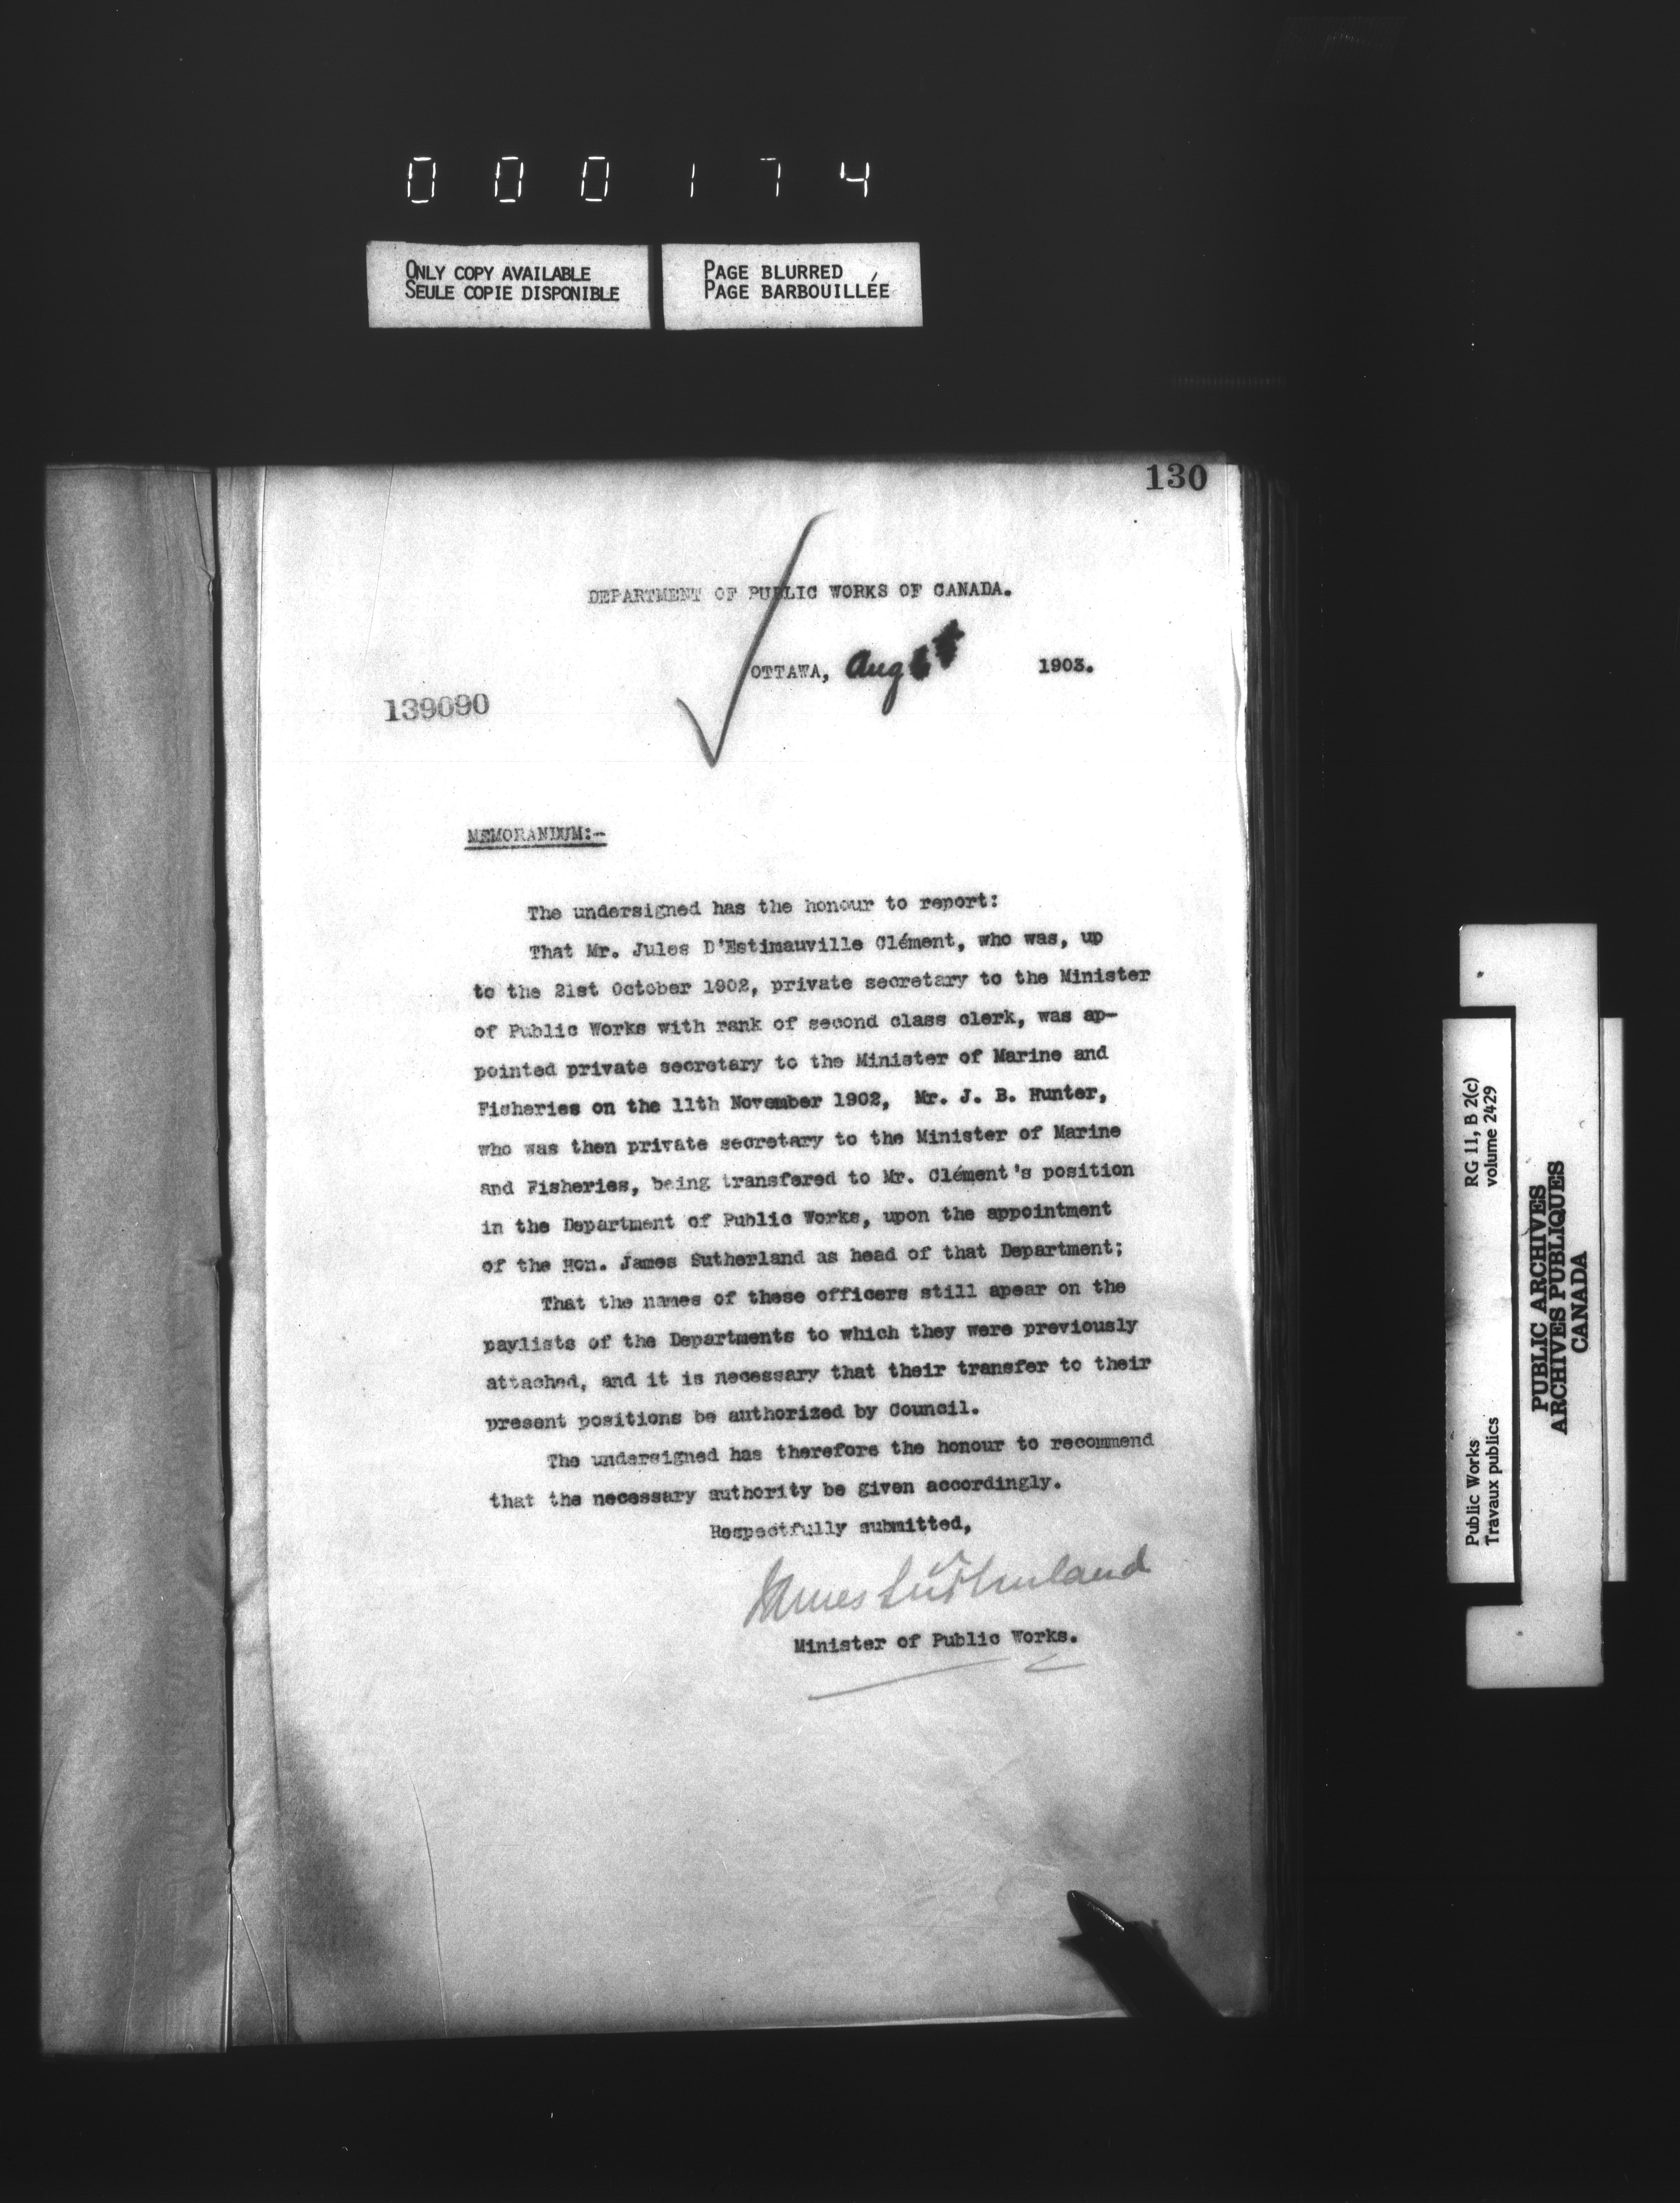 000174
ONLY COPY AVAILABLE
SEULE COPIE DISPONIBLE
PAGE BLURRED
PAGE BARBOUILLÉE
130
DEPARTMENT OF PUBLIC WORKS OF CANADA.
OTTAWA, Aug 1903.
139090
MEMORANDUM:-
The undersigned has the honour to report:
That Mr. Jules D'Estimauville Clément, who was, up
to the 21st October 1902, private secretary to the Minister
of Public Works with rank of second class clerk, was ap-
pointed private secretary to the Minister of Marine and
Fisheries on the 11th November 1902, Mr. J. B. Hunter,
who was then private secretary to the Minister of Marine
and Fisheries, being transfered to Mr. Clément's position
in the Department of Public Works, upon the appointment
of the Hon. James Sutherland as head of that Department;
That the names of these officers still apear on the
paylists of the Departments to which they were previously
attached, and it is necessary that their transfer to their
present positions be authorized by Council.
The undersigned has therefore the honour to recommend
that the necessary authority be given accordingly.
Respectfully submitted,
James Sutherland
Minister of Public Works.
RG 11, B 2(c)
volume 2429
Public Works
Travaux publics
PUBLIC ARCHIVES
ARCHIVES PUBLIQUES
CANADA